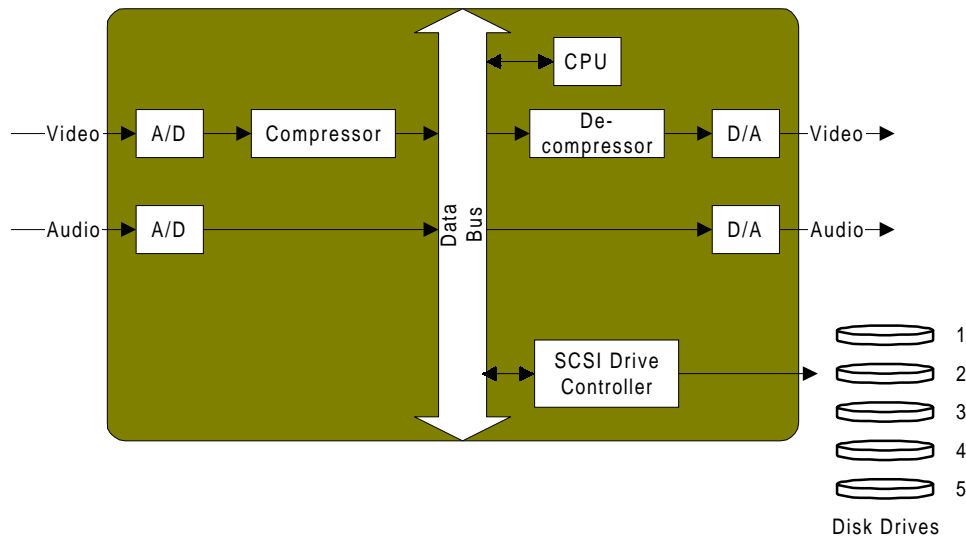 CPU
Video
A/D
Compressor
De-
compressor
D/A
Video
Audio
A/D
Data
Bus
D/A
Audio
SCSI Drive
Controller
1
2
3
4
5
Disk Drives